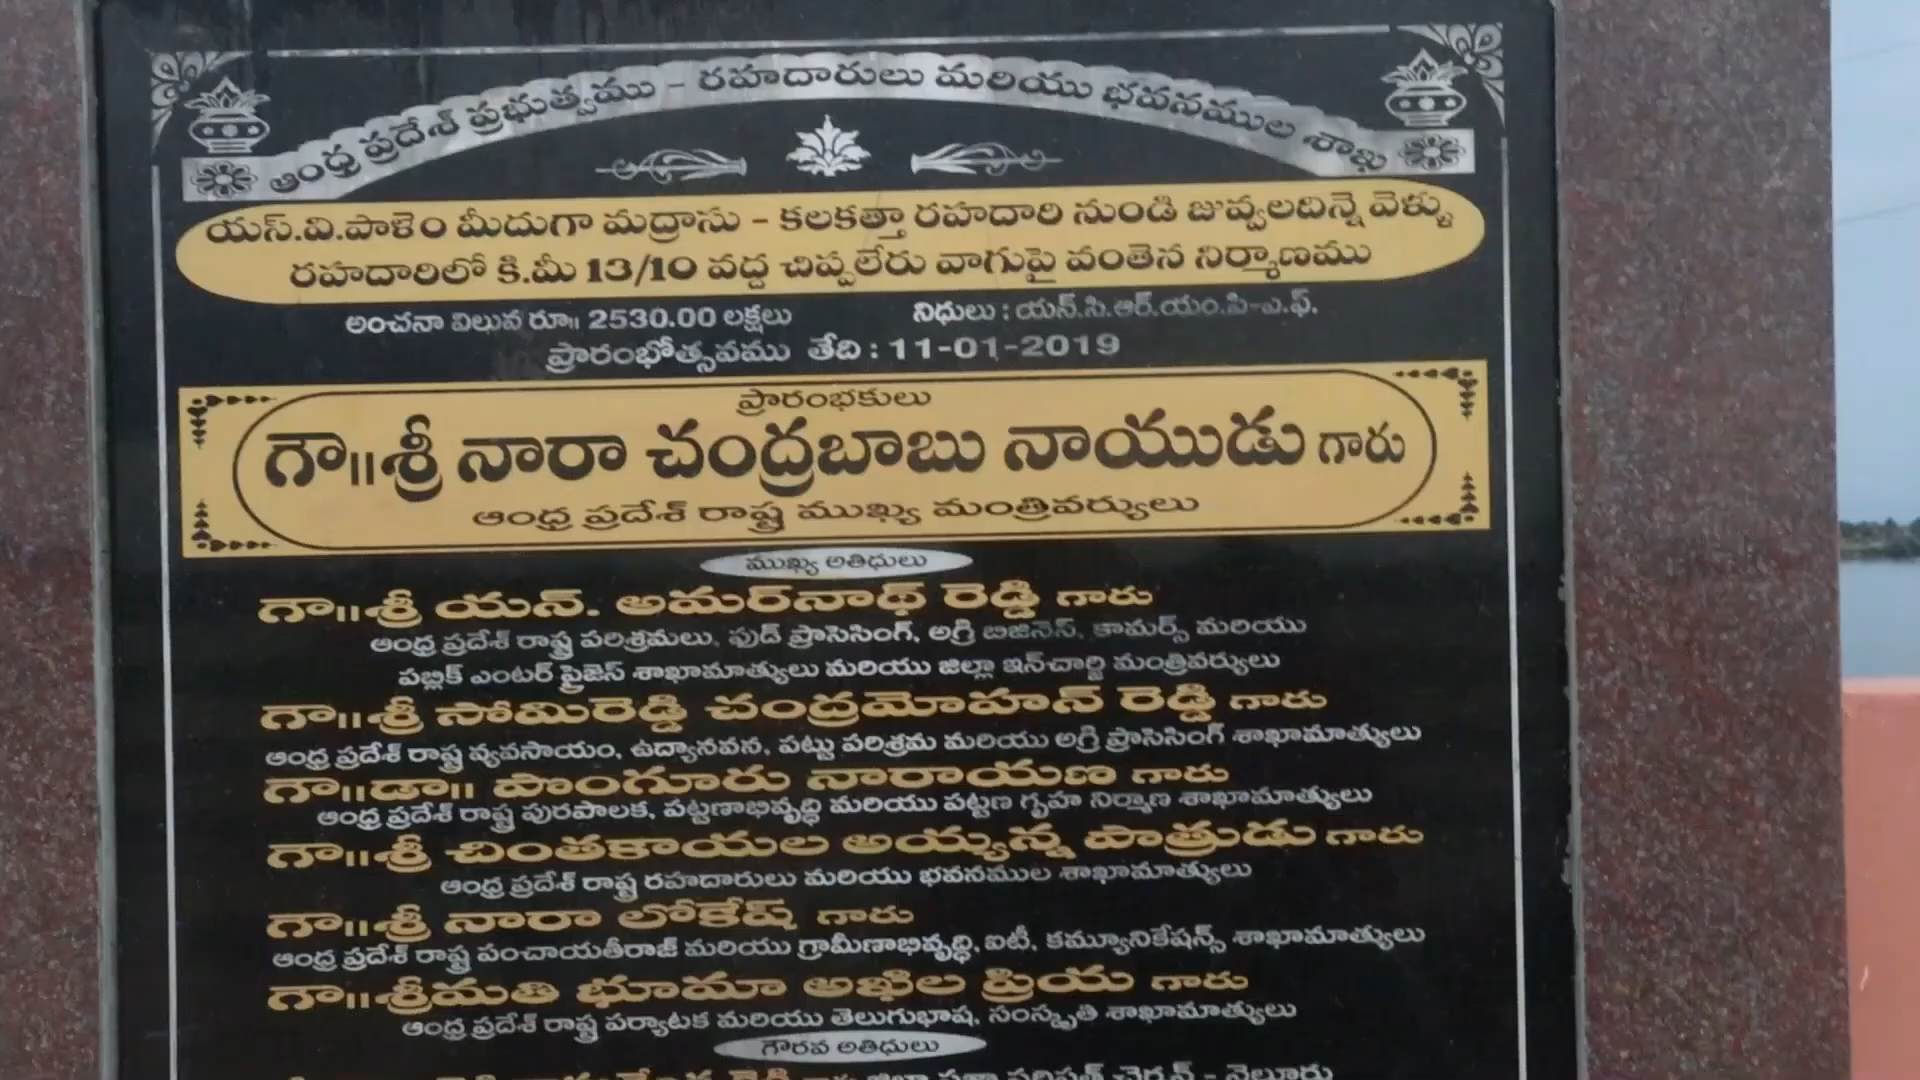 ఆంధ్ర ప్రదేశ్ ప్రభుత్వము - రహదారులు మరియు భవనముల శాఖ
యస్.వి.పాళెం మీదుగా మద్రాసు - కలకత్తా రహదారి నుండి జువ్వలదిన్నె వెళ్ళు
రహదారిలో కి.మీ 13/10 వద్ద చిప్పలేరు వాగుపై వంతెన నిర్మాణము
అంచనా విలువ రూ॥ 2530.00 లక్షలు నిధులు : యన్.సి.ఆర్.యం.పి-ఎ.ఫ్.
ప్రారంభోత్సవము తేది : 11-01-2019
ప్రారంభకులు
గౌ॥శ్రీ నారా చంద్రబాబు నాయుడు గారు
ఆంధ్ర ప్రదేశ్ రాష్ట్ర ముఖ్య మంత్రివర్యులు
ముఖ్య అతిధులు
గౌ॥శ్రీ యన్. అమర్‌నాథ్ రెడ్డి గారు
ఆంధ్ర ప్రదేశ్ రాష్ట్ర పరిశ్రమలు, ఫుడ్ ప్రాసెసింగ్, అగ్రి బిజినెస్, కామర్స్ మరియు
పబ్లిక్ ఎంటర్ ప్రైజెస్ శాఖామాత్యులు మరియు జిల్లా ఇన్‌చార్జి మంత్రివర్యులు
గౌ॥శ్రీ సోమిరెడ్డి చంద్రమోహన్ రెడ్డి గారు
ఆంధ్ర ప్రదేశ్ రాష్ట్ర వ్యవసాయం, ఉద్యానవన, పట్టు పరిశ్రమ మరియు అగ్రి ప్రాసెసింగ్ శాఖామాత్యులు
గౌ॥డా॥ పొంగూరు నారాయణ గారు
ఆంధ్ర ప్రదేశ్ రాష్ట్ర పురపాలక, పట్టణాభివృద్ధి మరియు పట్టణ గృహ నిర్మాణ శాఖామాత్యులు
గౌ॥శ్రీ చింతకాయల అయ్యన్న పాత్రుడు గారు
ఆంధ్ర ప్రదేశ్ రాష్ట్ర రహదారులు మరియు భవనముల శాఖామాత్యులు
గౌ॥శ్రీ నారా లోకేష్ గారు
ఆంధ్ర ప్రదేశ్ రాష్ట్ర పంచాయతీరాజ్ మరియు గ్రామీణాభివృద్ధి, ఐటీ, కమ్యూనికేషన్స్ శాఖామాత్యులు
గౌ॥శ్రీమతి భూమా అఖిల ప్రియ గారు
ఆంధ్ర ప్రదేశ్ రాష్ట్ర పర్యాటక మరియు తెలుగుభాష, సంస్కృతి శాఖామాత్యులు
గౌరవ అతిధులు